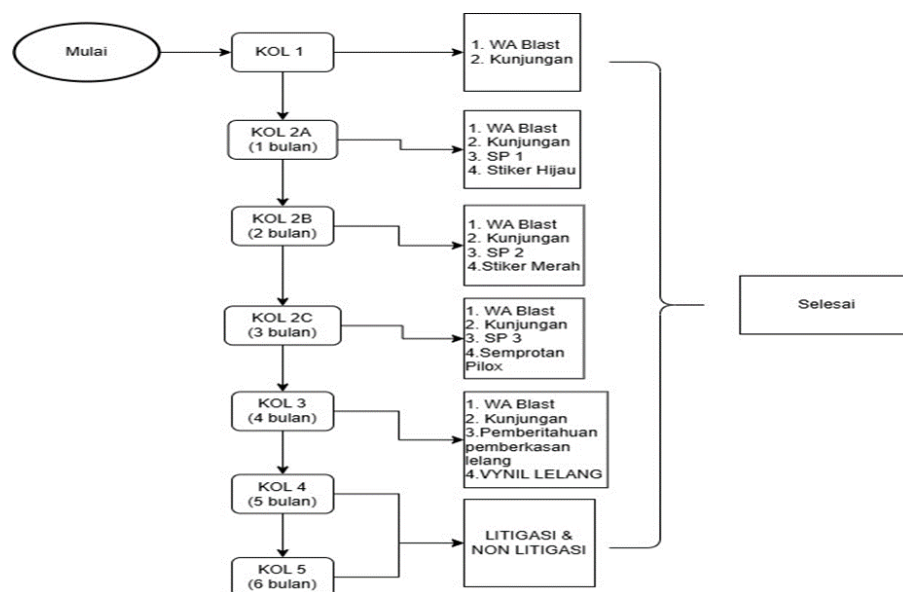 Mulai
KOL 1
1. WA Blast
2. Kunjungan
KOL 2A
(1 bulan)
1. WA Blast
2. Kunjungan
3. SP 1
4. Stiker Hijau
KOL 2B
(2 bulan)
1. WA Blast
2. Kunjungan
3. SP 2
4.Stiker Merah
Selesai
KOL 2C
(3 bulan)
1. WA Blast
2. Kunjungan
3. SP 3
4.Semprotan
Pilox
KOL 3
(4 bulan)
1. WA Blast
2. Kunjungan
3.Pemberitahuan
pemberkasan
lelang
4.VYNIL LELANG
KOL 4
(5 bulan)
LITIGASI &
NON LITIGASI
KOL 5
(6 bulan)